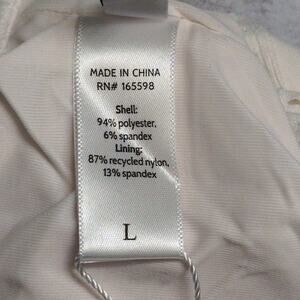 MADE IN CHINA
RN# 165598
Shell:
94% polyester,
6% spandex
Lining:
87% recycled nylon,
13% spandex
L